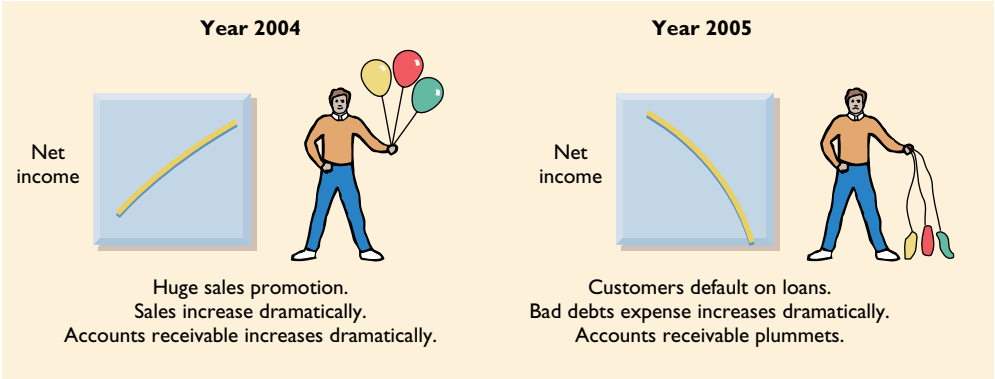 Year 2004
Net
income
Huge sales promotion.
Sales increase dramatically.
Accounts receivable increases dramatically.
Year 2005
Net
income
Customers default on loans.
Bad debts expense increases dramatically.
Accounts receivable plummets.